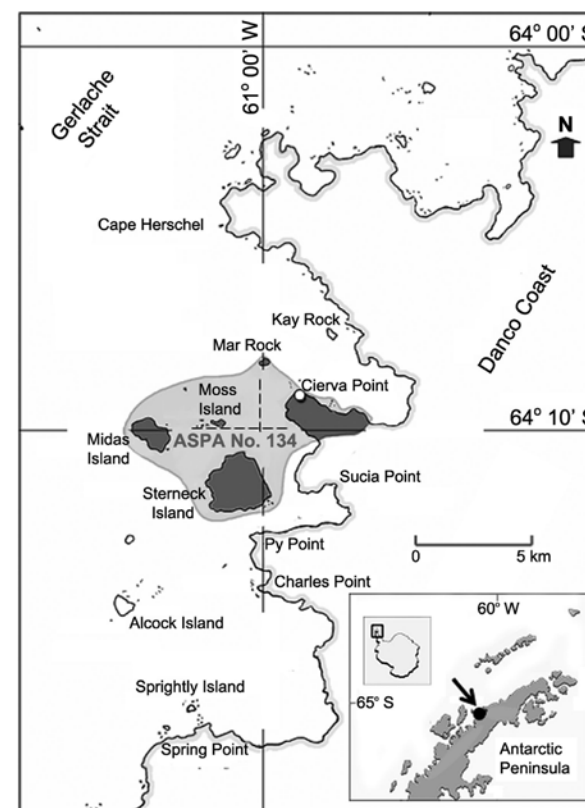 64° 00' S
61° 00' W
Gerlache
Strait
N
Cape Herschel
Danco Coast
Kay Rock
Mar Rock
Cierva Point
Moss
Island
64° 10' S
Midas
Island
ASPA No. 134
Sucia Point
Sterneck
Island
Py Point
0 5 km
Charles Point
Alcock Island
60° W
Sprightly Island
65° S
Spring Point
Antarctic
Peninsula